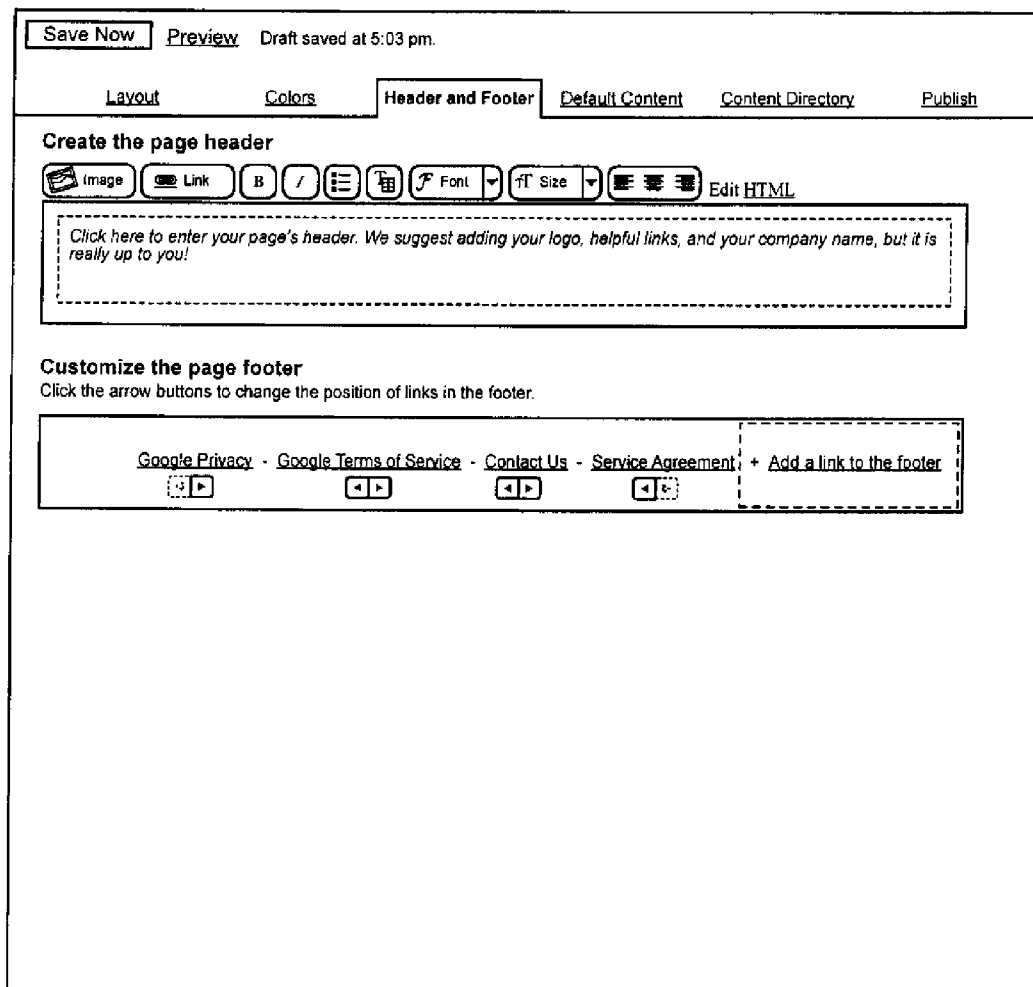 Save Now Preview Draft saved at 5:03 pm.
Layout Colors Header and Footer Default Content Content Directory Publish
Create the page header
Image Link B I T F Font tT Size Edit HTML
Click here to enter your page's header. We suggest adding your logo, helpful links, and your company name, but it is
really up to you!
Customize the page footer
Click the arrow buttons to change the position of links in the footer.
Google Privacy - Google Terms of Service - Contact Us - Service Agreement + Add a link to the footer